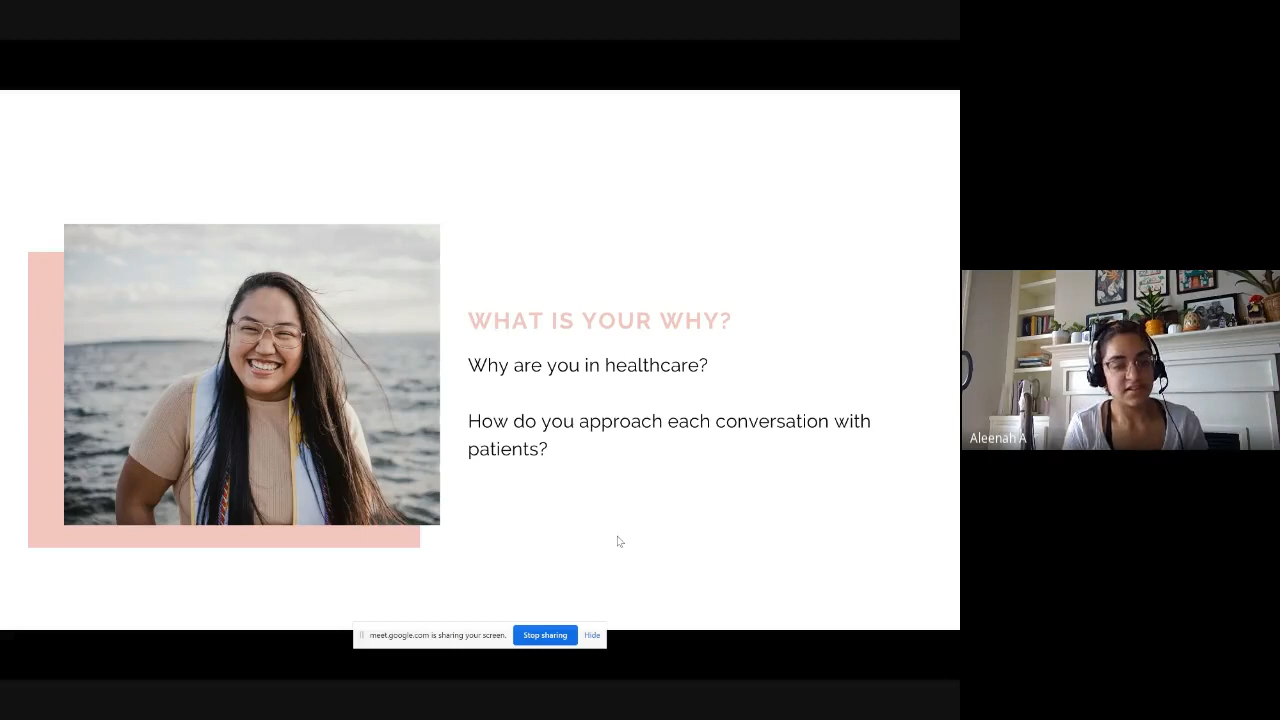 WHAT IS YOUR WHY?
Why are you in healthcare?
How do you approach each conversation with
patients?
Aleenah A
meet.google.com is sharing your screen.
Stop sharing
Hide